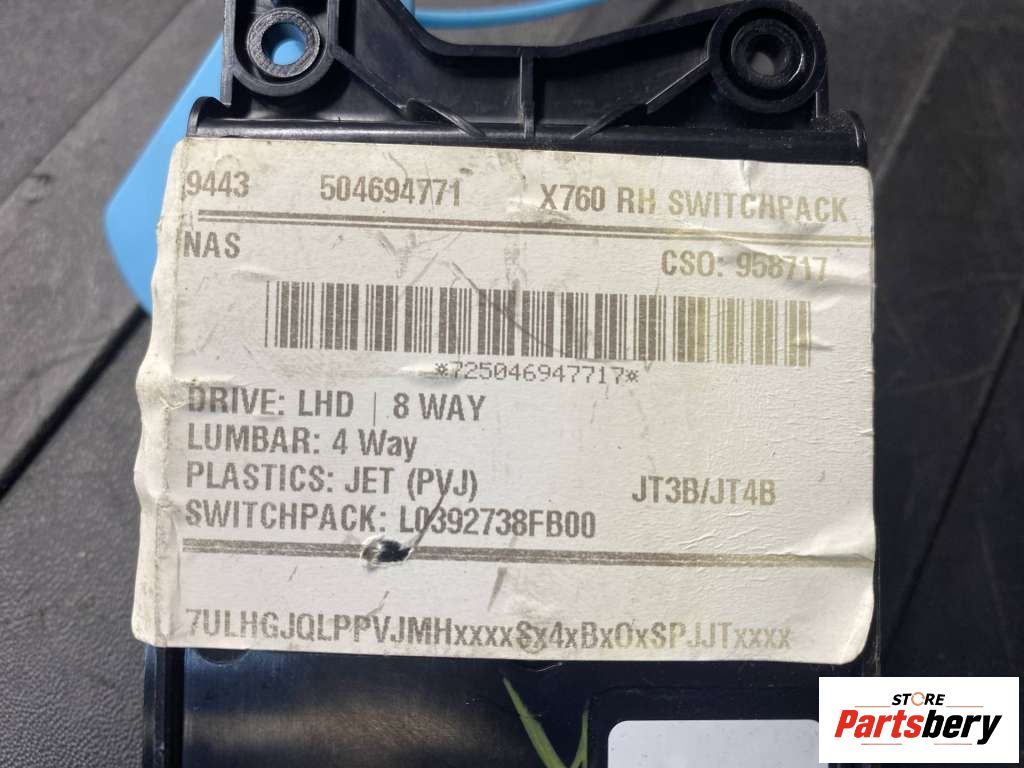 9443 504694771 X760 RH SWITCHPACK
NAS CSO: 958717
*725046947717*
DRIVE: LHD | 8 WAY
LUMBAR: 4 Way
PLASTICS: JET (PVJ) JT3B/JT4B
SWITCHPACK: L0392738FB00
7ULHGJQLPPVJMHxxxxSx4xBxOxSPJJTxxxx
STORE
Partsbery